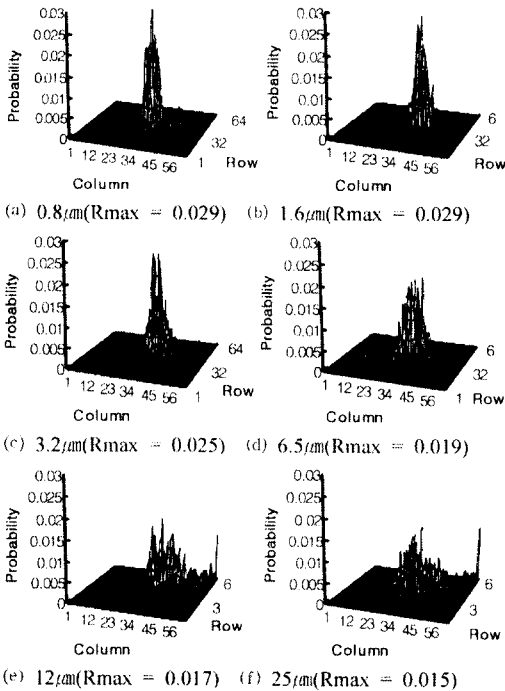 0.03
0.025
0.02
0.015
0.01
0.005
0
Probability
1 12 23 34 45 56
Column
1 32 64
Row
0.03
0.025
0.02
0.015
0.01
0.005
0
Probability
1 12 23 34 45 56
Column
1 32 6
Row
(a) 0.8μm(Rmax = 0.029) (b) 1.6μm(Rmax = 0.029)
0.03
0.025
0.02
0.015
0.01
0.005
0
Probability
1 12 23 34 45 56
Column
1 32 64
Row
0.03
0.025
0.02
0.015
0.01
0.005
0
Probability
1 12 23 34 45 56
Column
1 32 6
Row
(c) 3.2μm(Rmax = 0.025) (d) 6.5μm(Rmax = 0.019)
0.03
0.025
0.02
0.015
0.01
0.005
0
Probability
1 12 23 34 45 56
Column
3 6
Row
0.03
0.025
0.02
0.015
0.01
0.005
0
Probability
1 12 23 34 45 56
Column
3 6
Row
(e) 12μm(Rmax = 0.017) (f) 25μm(Rmax = 0.015)